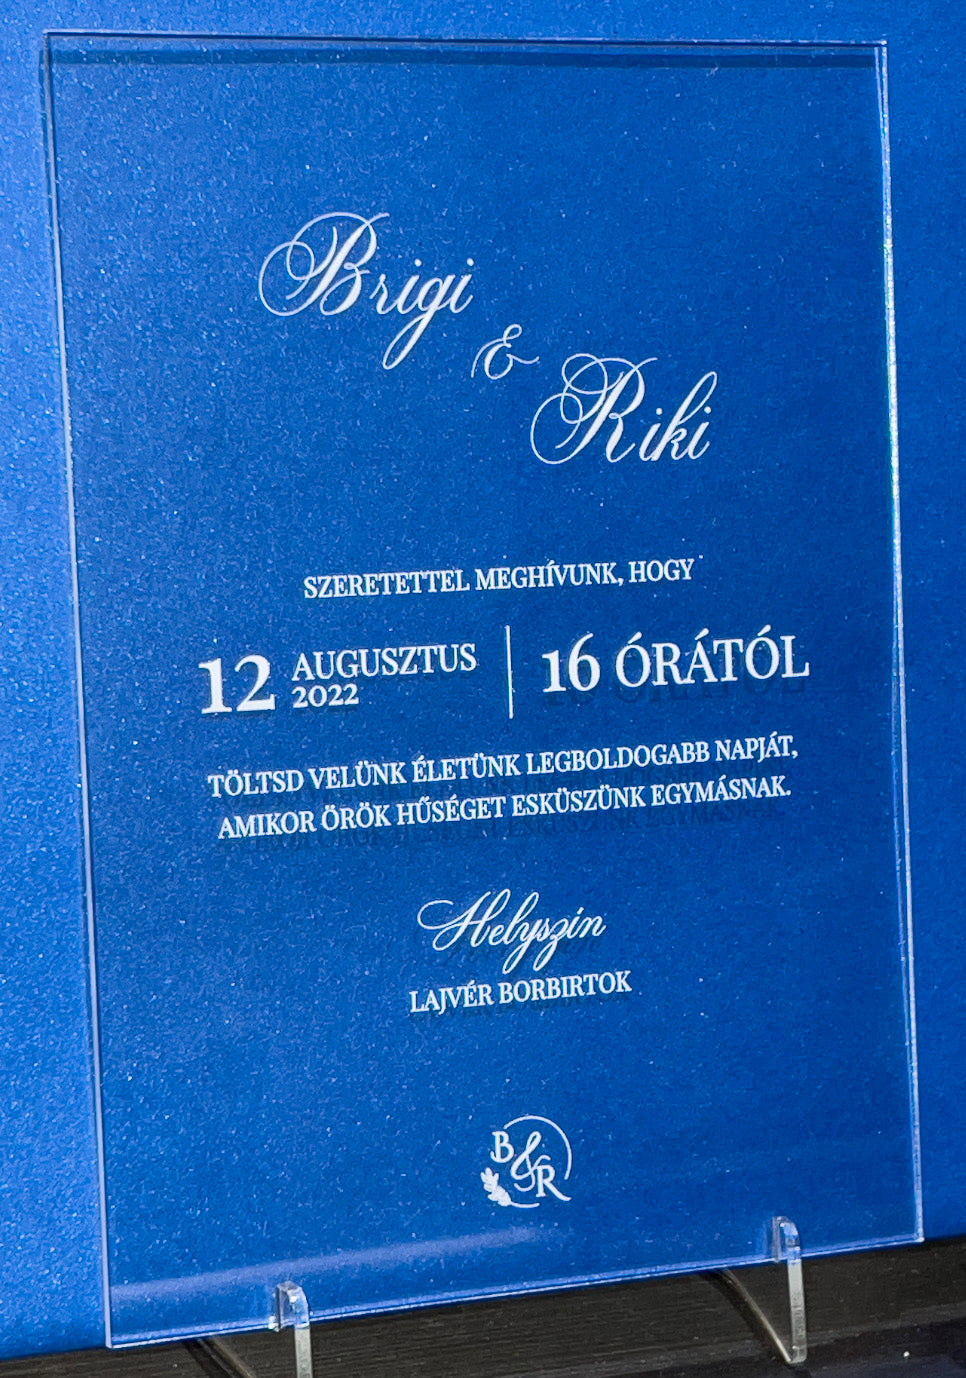 Brigi
&
Riki
SZERETETTEL MEGHÍVUNK, HOGY
12 AUGUSZTUS 2022 | 16 ÓRÁTÓL
TÖLTSD VELÜNK ÉLETÜNK LEGBOLDOGABB NAPJÁT,
AMIKOR ÖRÖK HŰSÉGET ESKÜSZÜNK EGYMÁSNAK.
Helyszín
LAJVÉR BORBIRTOK
B&R